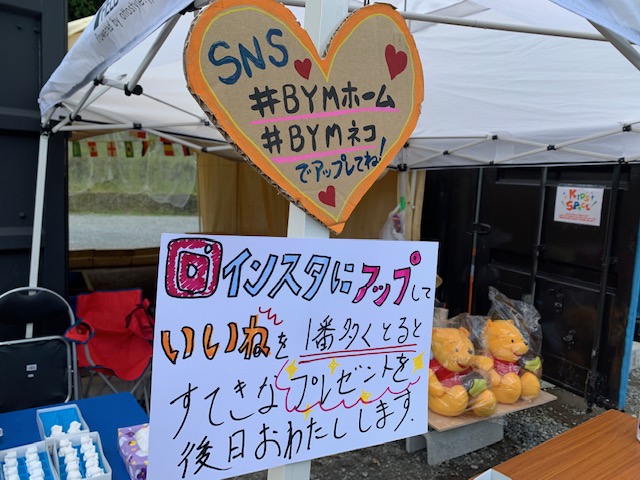 SNS
#BYMホーム
#BYMネコ
でアップしてね!
インスタにアップして
いいねを1番多くとると
すてきなプレゼントを
後日おわたしします.
KIDS
SPACE